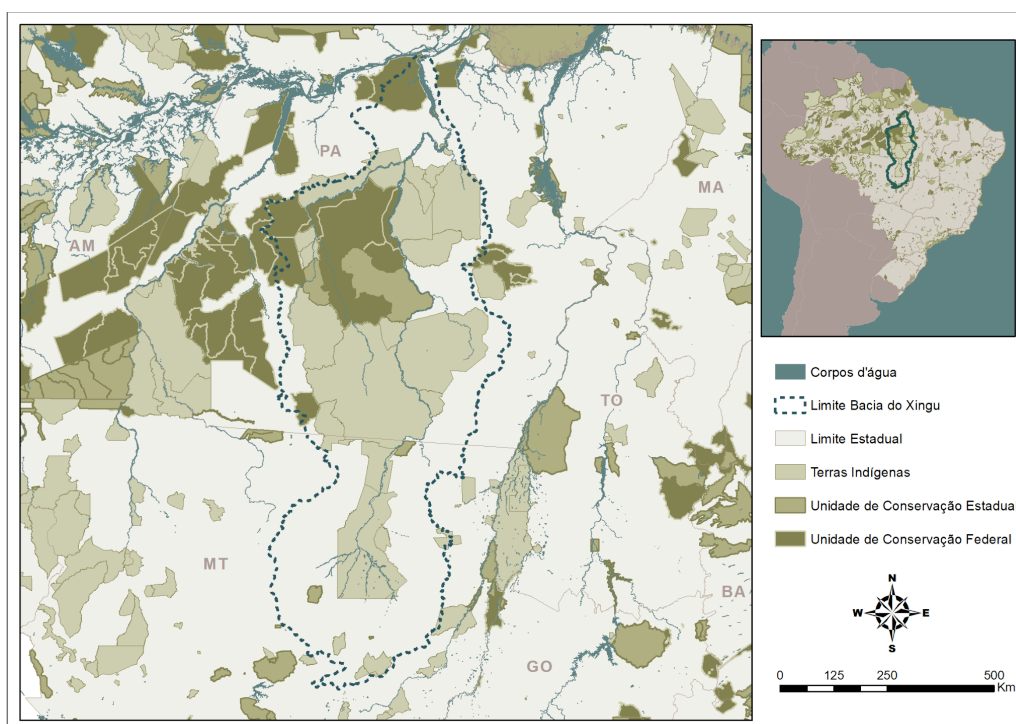 PA
MA
AM
TO
MT
BA
GO
Corpos d'água
Limite Bacia do Xingu
Limite Estadual
Terras Indígenas
Unidade de Conservação Estadual
Unidade de Conservação Federal
N
W E
S
0 125 250 500
Km